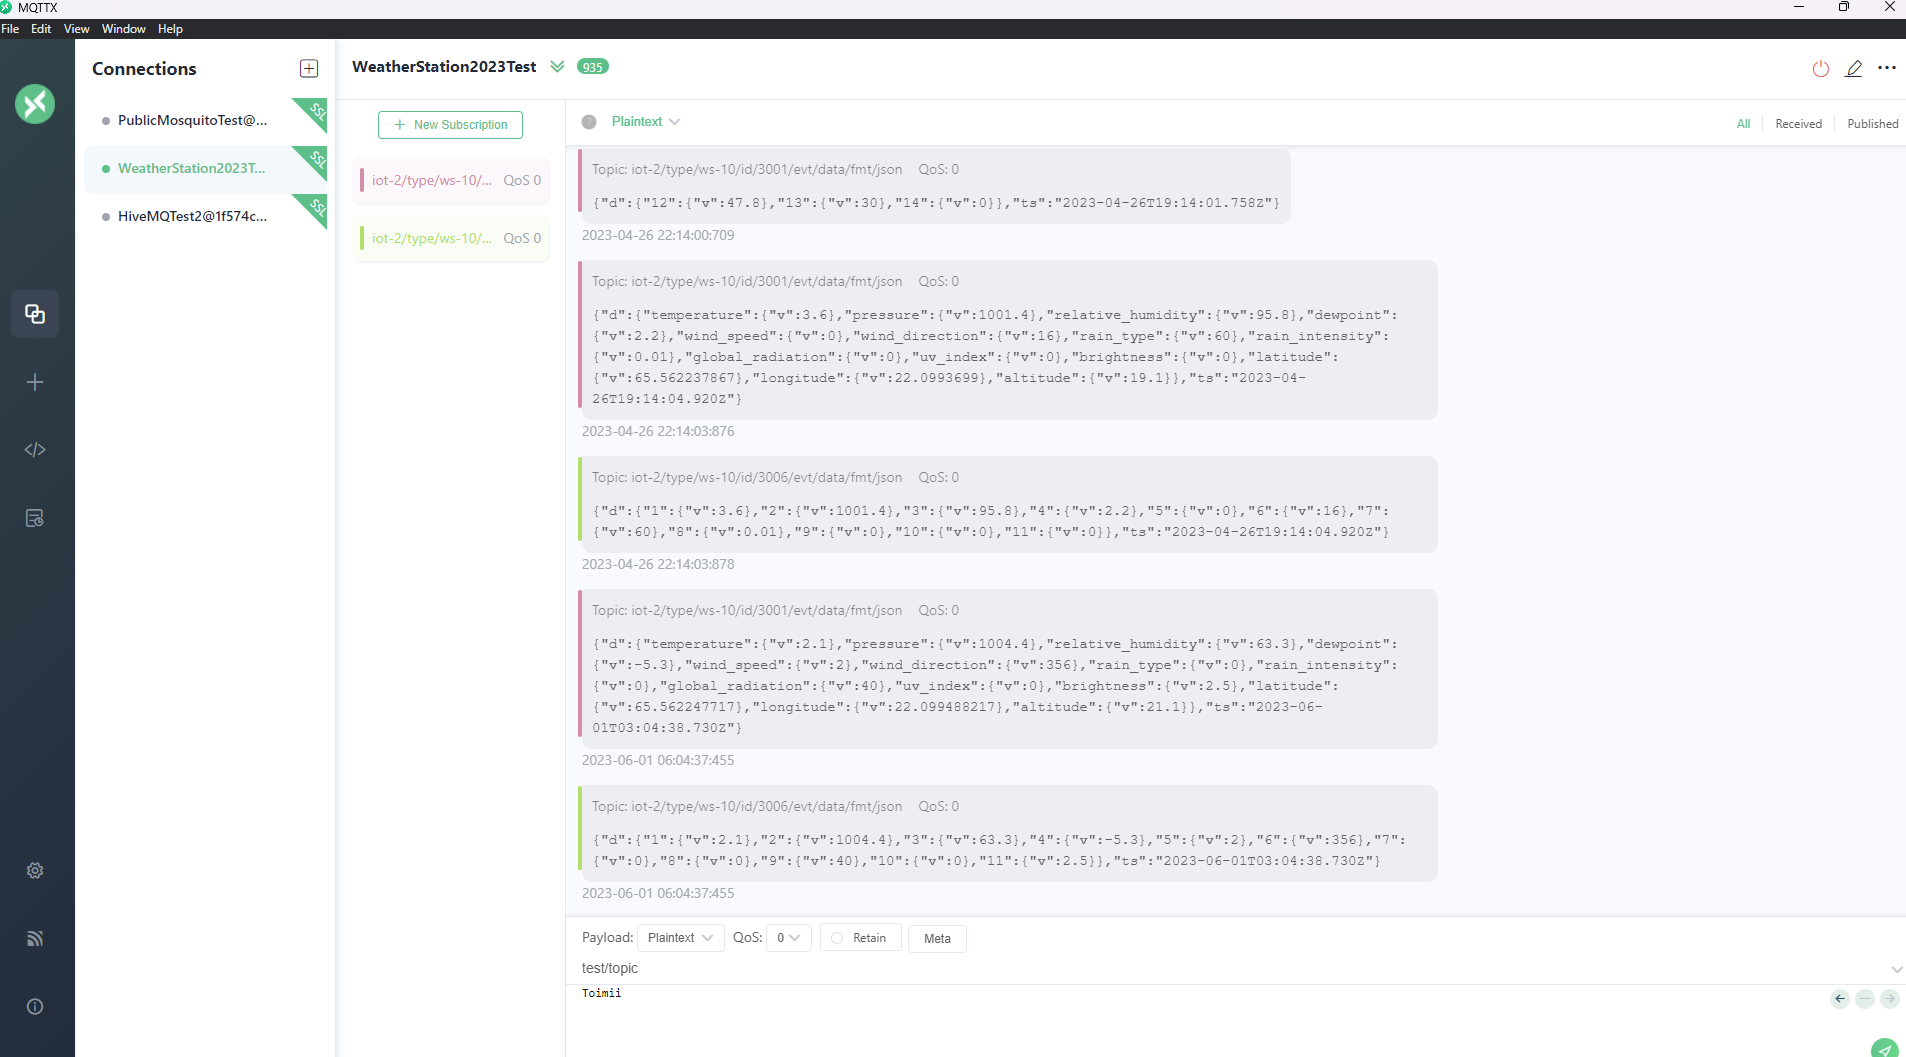 MQTTX
File Edit View Window Help
Connections
PublicMosquitoTest@...
SSL
WeatherStation2023T...
SSL
HiveMQTest2@1f574c...
SSL
WeatherStation2023Test 935
New Subscription
iot-2/type/ws-10/... QoS 0
iot-2/type/ws-10/... QoS 0
Plaintext
All Received Published
Topic: iot-2/type/ws-10/id/3001/evt/data/fmt/json QoS: 0
{"d":{"12":{"v":47.8},"13":{"v":30},"14":{"v":0}},"ts":"2023-04-26T19:14:01.758Z"}
2023-04-26 22:14:00:709
Topic: iot-2/type/ws-10/id/3001/evt/data/fmt/json QoS: 0
{"d":{"temperature":{"v":3.6},"pressure":{"v":1001.4},"relative_humidity":{"v":95.8},"dewpoint":
{"v":2.2},"wind_speed":{"v":0},"wind_direction":{"v":16},"rain_type":{"v":60},"rain_intensity":
{"v":0.01},"global_radiation":{"v":0},"uv_index":{"v":0},"brightness":{"v":0},"latitude":
{"v":65.562237867},"longitude":{"v":22.0993699},"altitude":{"v":19.1}},"ts":"2023-04-
26T19:14:04.920Z"}
2023-04-26 22:14:03:876
Topic: iot-2/type/ws-10/id/3006/evt/data/fmt/json QoS: 0
{"d":{"1":{"v":3.6},"2":{"v":1001.4},"3":{"v":95.8},"4":{"v":2.2},"5":{"v":0},"6":{"v":16},"7":
{"v":60},"8":{"v":0.01},"9":{"v":0},"10":{"v":0},"11":{"v":0}},"ts":"2023-04-26T19:14:04.920Z"}
2023-04-26 22:14:03:878
Topic: iot-2/type/ws-10/id/3001/evt/data/fmt/json QoS: 0
{"d":{"temperature":{"v":2.1},"pressure":{"v":1004.4},"relative_humidity":{"v":63.3},"dewpoint":
{"v":-5.3},"wind_speed":{"v":2},"wind_direction":{"v":356},"rain_type":{"v":0},"rain_intensity":
{"v":0},"global_radiation":{"v":40},"uv_index":{"v":0},"brightness":{"v":2.5},"latitude":
{"v":65.562247717},"longitude":{"v":22.099488217},"altitude":{"v":21.1}},"ts":"2023-06-
01T03:04:38.730Z"}
2023-06-01 06:04:37:455
Topic: iot-2/type/ws-10/id/3006/evt/data/fmt/json QoS: 0
{"d":{"1":{"v":2.1},"2":{"v":1004.4},"3":{"v":63.3},"4":{"v":-5.3},"5":{"v":2},"6":{"v":356},"7":
{"v":0},"8":{"v":0},"9":{"v":40},"10":{"v":0},"11":{"v":2.5}},"ts":"2023-06-01T03:04:38.730Z"}
2023-06-01 06:04:37:455
Payload: Plaintext QoS: 0 Retain Meta
test/topic
Toimii